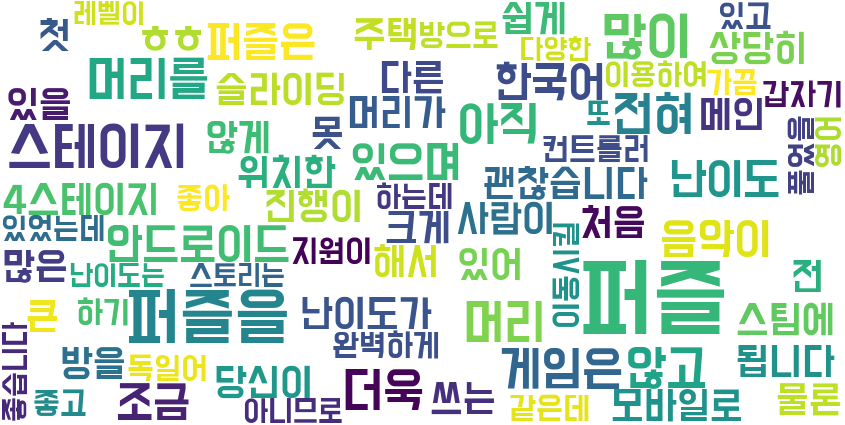 레벨이
첫
ㅎㅎ
퍼즐은
주택방으로
쉽게
다양한
많이
있고
상당히
머리를
슬라이딩
다른
한국어
이용하여
가끔
갑자기
있을
머리가
못
아직
또
전혀
메인
풀었을
영어
스테이지
않게
위치한
있으며
컨트롤러
괜찮습니다
난이도
4스테이지
좋아
진행이
하는데
크게
사람이
처음
음악이
있었는데
안드로이드
지원이
해서
있어
이동시킬
퍼즐
전
많은
난이도는
스토리는
큰
하기
퍼즐을
난이도가
머리
스팀에
완벽하게
좋습니다
방을
독일어
당신이
더욱
게임은
않고
됩니다
좋고
조금
아니므로
쓰는
같은데
모바일로
물론